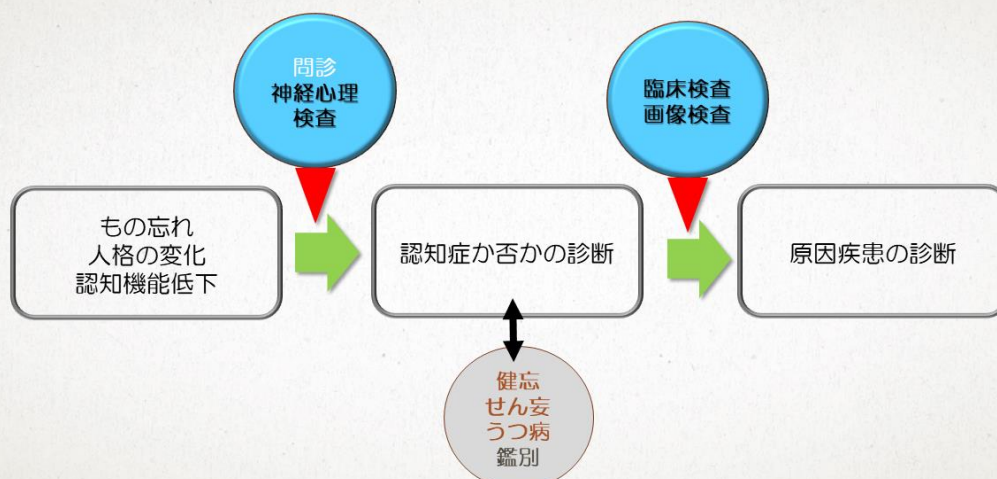 問診
神経心理
検査
臨床検査
画像検査
もの忘れ
人格の変化
認知機能低下
認知症か否かの診断
原因疾患の診断
健忘
せん妄
うつ病
鑑別